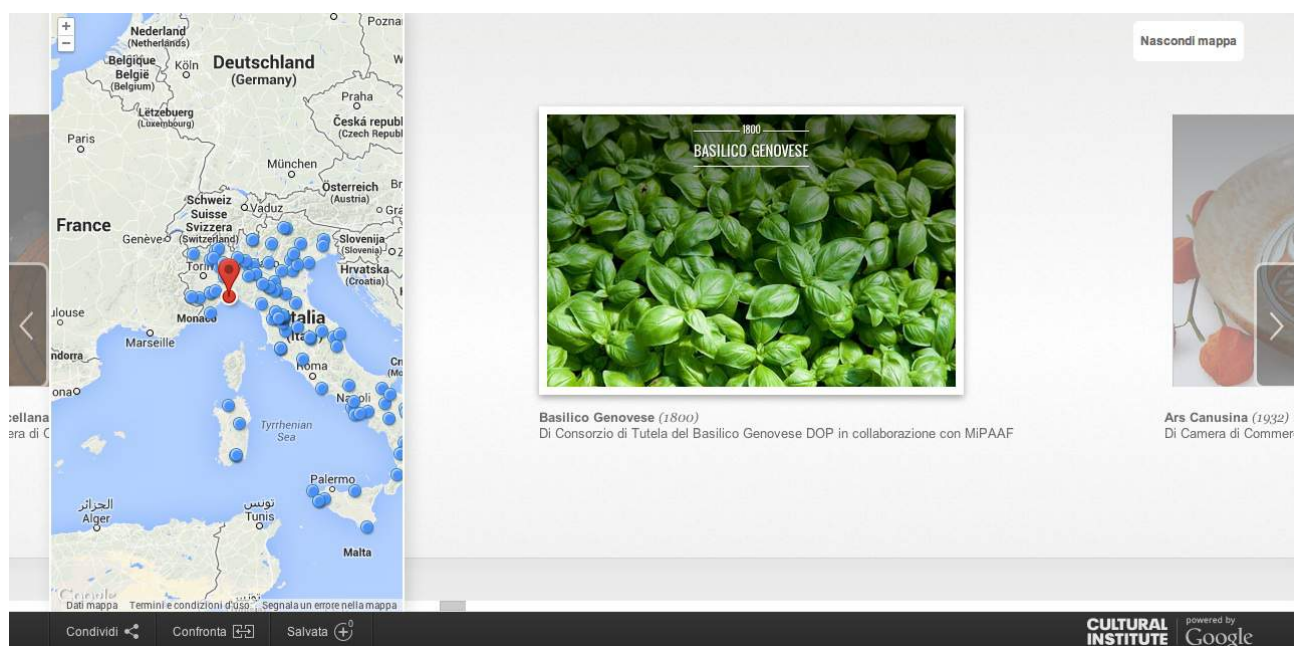 +
−
Nederland
(Netherlands)
Belgique
België
(Belgium)
Köln
Deutschland
(Germany)
Praha
Česká republ
(Czech Republ
Lëtzebuerg
(Luxembourg)
Paris
München
Österreich
(Austria)
Schweiz
Suisse
Svizzera
(Switzerland)
Vaduz
France
Genève
Slovenija
(Slovenia)
Hrvatska
(Croatia)
Monaco
Marseille
Italia
Roma
Napoli
Tyrrhenian
Sea
Palermo
الجزائر
Alger
تونس
Tunis
Malta
Google
Dati mappa
Termini e condizioni d'uso
Segnala un errore nella mappa
Nascondi mappa
1800
BASILICO GENOVESE
Basilico Genovese (1800)
Di Consorzio di Tutela del Basilico Genovese DOP in collaborazione con MiPAAF
Ars Canusina (1932)
Di Camera di Commer
Condividi
Confronta
Salvata
0
CULTURAL
INSTITUTE
powered by
Google